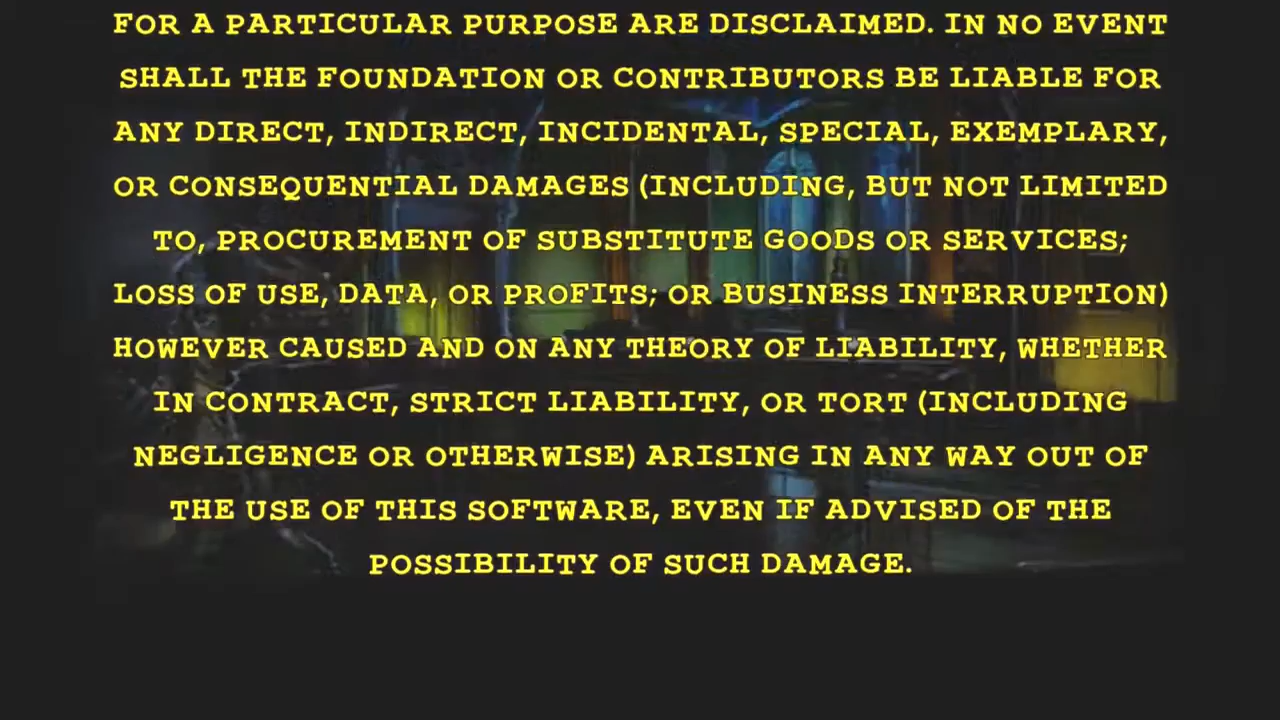 FOR A PARTICULAR PURPOSE ARE DISCLAIMED. IN NO EVENT
SHALL THE FOUNDATION OR CONTRIBUTORS BE LIABLE FOR
ANY DIRECT, INDIRECT, INCIDENTAL, SPECIAL, EXEMPLARY,
OR CONSEQUENTIAL DAMAGES (INCLUDING, BUT NOT LIMITED
TO, PROCUREMENT OF SUBSTITUTE GOODS OR SERVICES;
LOSS OF USE, DATA, OR PROFITS; OR BUSINESS INTERRUPTION)
HOWEVER CAUSED AND ON ANY THEORY OF LIABILITY, WHETHER
IN CONTRACT, STRICT LIABILITY, OR TORT (INCLUDING
NEGLIGENCE OR OTHERWISE) ARISING IN ANY WAY OUT OF
THE USE OF THIS SOFTWARE, EVEN IF ADVISED OF THE
POSSIBILITY OF SUCH DAMAGE.